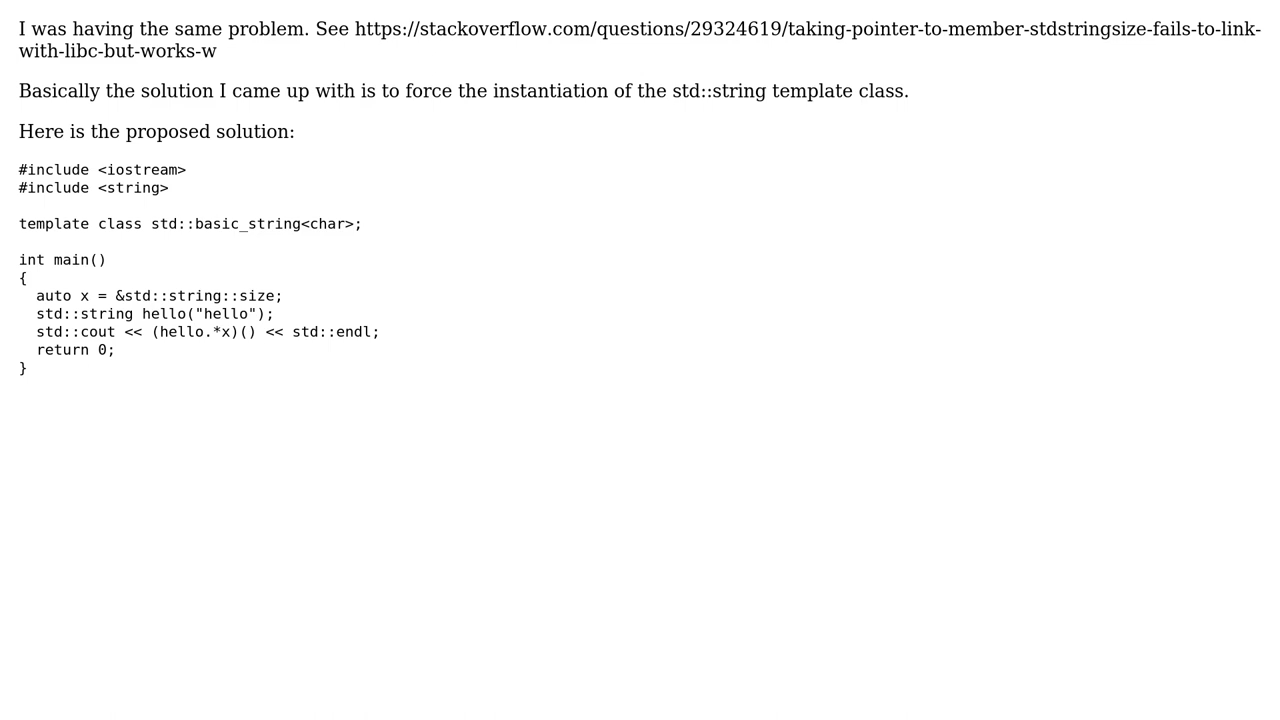 I was having the same problem. See https://stackoverflow.com/questions/29324619/taking-pointer-to-member-stdstringsize-fails-to-link-
with-libc-but-works-w
Basically the solution I came up with is to force the instantiation of the std::string template class.
Here is the proposed solution:
#include <iostream>
#include <string>
template class std::basic_string<char>;
int main()
{
  auto x = &std::string::size;
  std::string hello("hello");
  std::cout << (hello.*x)() << std::endl;
  return 0;
}